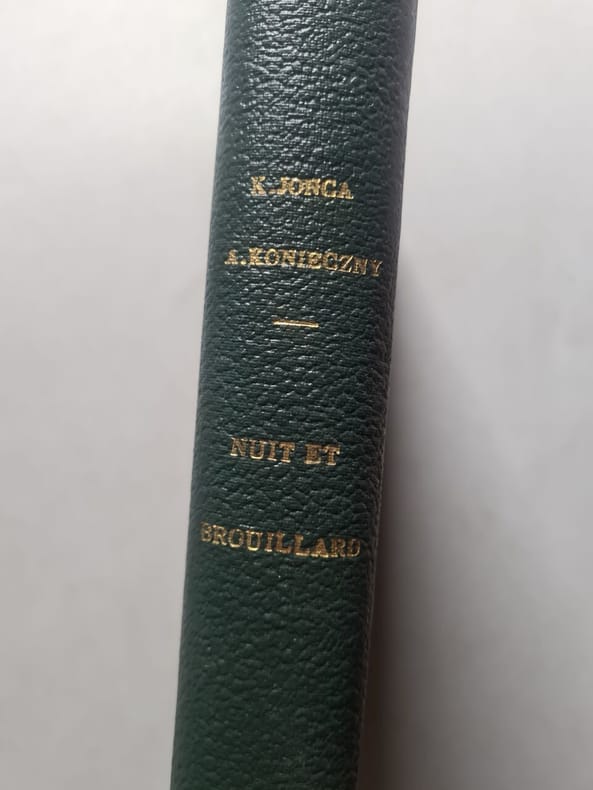 K.JONCA
A.KONIECZNY
NUIT ET
BROUILLARD